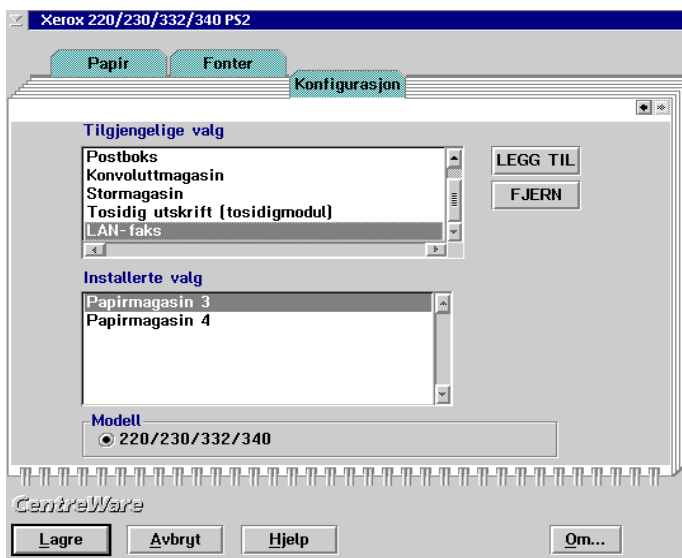 Xerox 220/230/332/340 PS2
Papir
Fonter
Konfigurasjon
Tilgjengelige valg
Postboks
Konvoluttmagasin
Stormagasin
Tosidig utskrift (tosidigmodul)
LAN-faks
LEGG TIL
FJERN
Installerte valg
Papirmagasin 3
Papirmagasin 4
Modell
220/230/332/340
CentreWare
Lagre
Avbryt
Hjelp
Om...